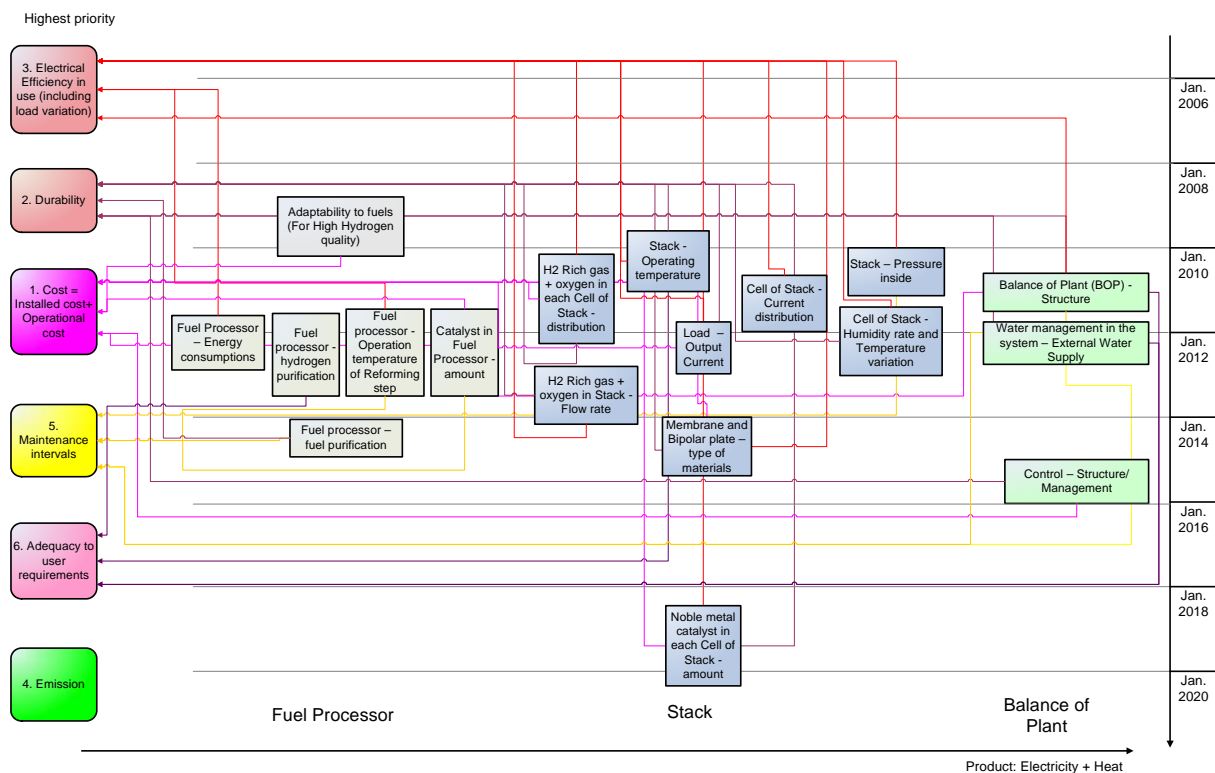 Highest priority
3. Electrical
Efficiency in
use (including
load variation)
2. Durability
1. Cost =
Installed cost+
Operational
cost
5.
Maintenance
intervals
6. Adequacy to
user
requirements
4. Emission
Adaptability to fuels
(For High Hydrogen
quality)
Fuel Processor
– Energy
consumptions
Fuel
processor -
hydrogen
purification
Fuel
processor -
Operation
temperature
of Reforming
step
Catalyst in
Fuel
Processor -
amount
Fuel processor –
fuel purification
H2 Rich gas
+ oxygen in
each Cell of
Stack -
distribution
H2 Rich gas +
oxygen in Stack -
Flow rate
Stack -
Operating
temperature
Load –
Output
Current
Membrane and
Bipolar plate –
type of
materials
Noble metal
catalyst in
each Cell of
Stack -
amount
Cell of Stack -
Current
distribution
Stack – Pressure
inside
Cell of Stack -
Humidity rate and
Temperature
variation
Balance of Plant (BOP) -
Structure
Water management in the
system – External Water
Supply
Control – Structure/
Management
Jan.
2006
Jan.
2008
Jan.
2010
Jan.
2012
Jan.
2014
Jan.
2016
Jan.
2018
Jan.
2020
Fuel Processor
Stack
Balance of
Plant
Product: Electricity + Heat